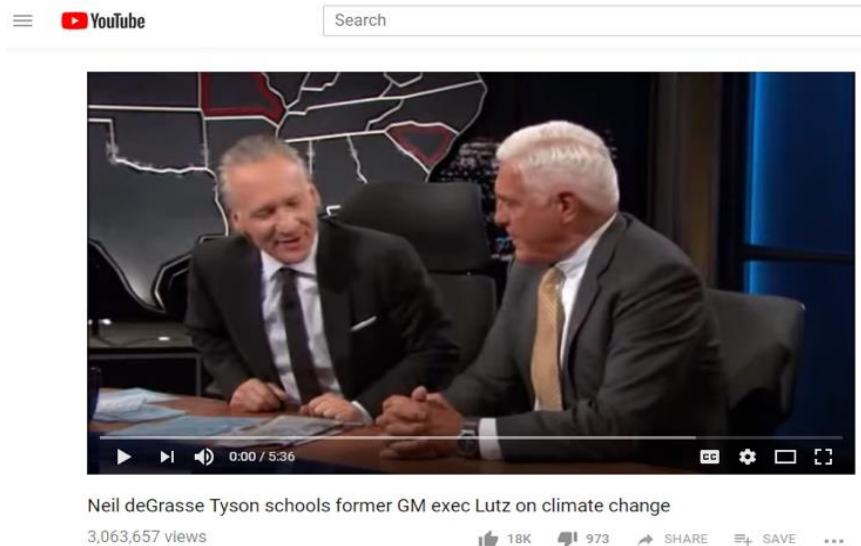 YouTube
Search
0:00 / 5:36
CC
Neil deGrasse Tyson schools former GM exec Lutz on climate change
3,063,657 views
18K
973
SHARE
SAVE